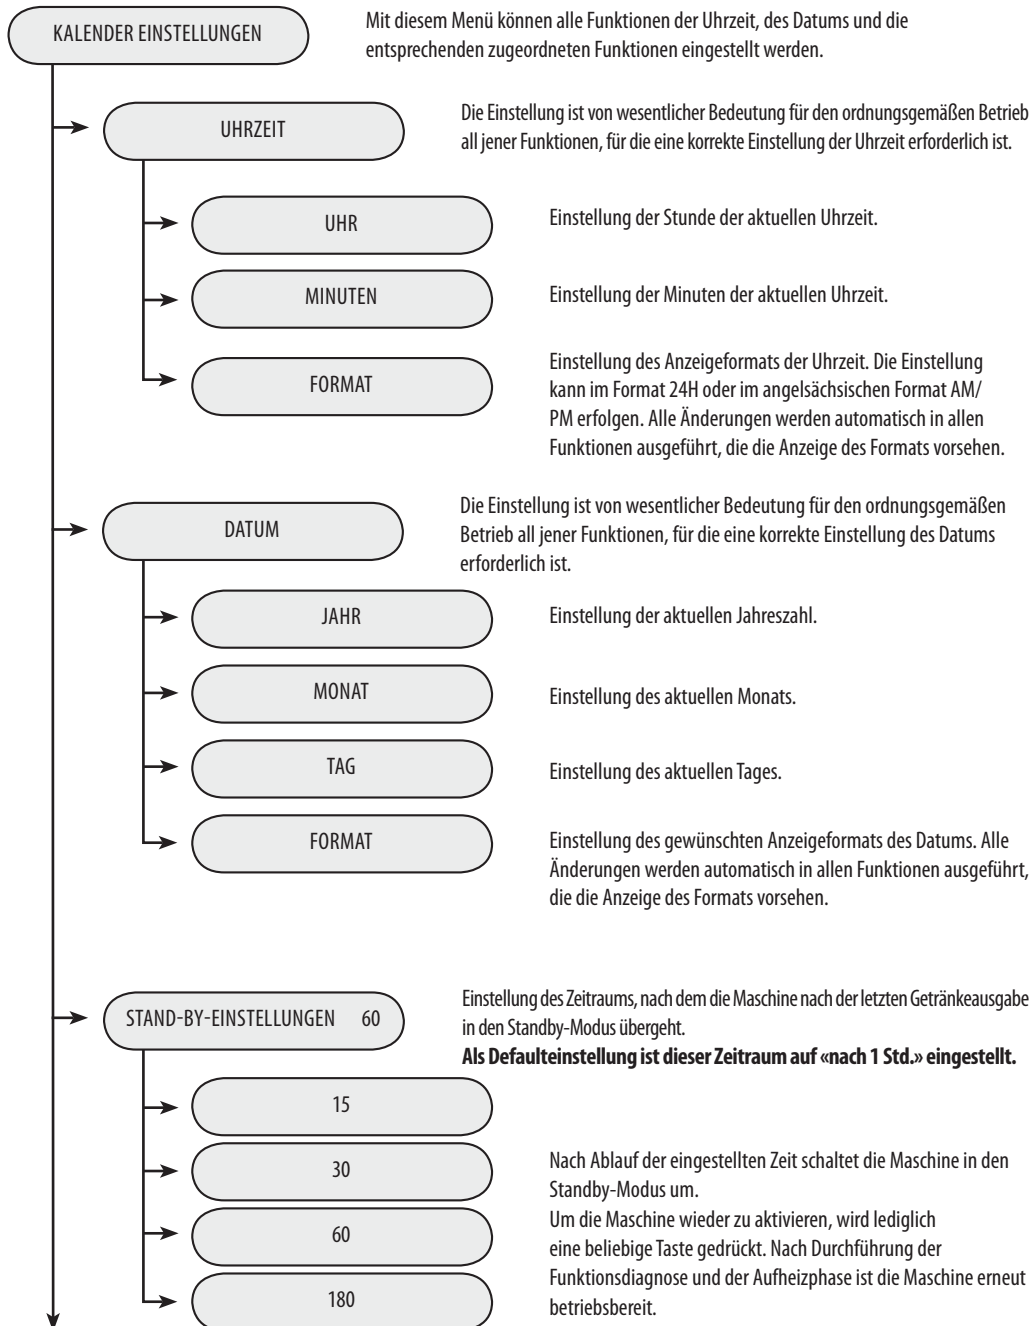 KALENDER EINSTELLUNGEN
Mit diesem Menü können alle Funktionen der Uhrzeit, des Datums und die
entsprechenden zugeordneten Funktionen eingestellt werden.
UHRZEIT
Die Einstellung ist von wesentlicher Bedeutung für den ordnungsgemäßen Betrieb
all jener Funktionen, für die eine korrekte Einstellung der Uhrzeit erforderlich ist.
UHR
Einstellung der Stunde der aktuellen Uhrzeit.
MINUTEN
Einstellung der Minuten der aktuellen Uhrzeit.
FORMAT
Einstellung des Anzeigeformats der Uhrzeit. Die Einstellung
kann im Format 24H oder im angelsächsischen Format AM/
PM erfolgen. Alle Änderungen werden automatisch in allen
Funktionen ausgeführt, die die Anzeige des Formats vorsehen.
DATUM
Die Einstellung ist von wesentlicher Bedeutung für den ordnungsgemäßen
Betrieb all jener Funktionen, für die eine korrekte Einstellung des Datums
erforderlich ist.
JAHR
Einstellung der aktuellen Jahreszahl.
MONAT
Einstellung des aktuellen Monats.
TAG
Einstellung des aktuellen Tages.
FORMAT
Einstellung des gewünschten Anzeigeformats des Datums. Alle
Änderungen werden automatisch in allen Funktionen ausgeführt,
die die Anzeige des Formats vorsehen.
STAND-BY-EINSTELLUNGEN 60
Einstellung des Zeitraums, nach dem die Maschine nach der letzten Getränkeausgabe
in den Standby-Modus übergeht.
Als Defaulteinstellung ist dieser Zeitraum auf «nach 1 Std.» eingestellt.
15
30
60
180
Nach Ablauf der eingestellten Zeit schaltet die Maschine in den
Standby-Modus um.
Um die Maschine wieder zu aktivieren, wird lediglich
eine beliebige Taste gedrückt. Nach Durchführung der
Funktionsdiagnose und der Aufheizphase ist die Maschine erneut
betriebsbereit.